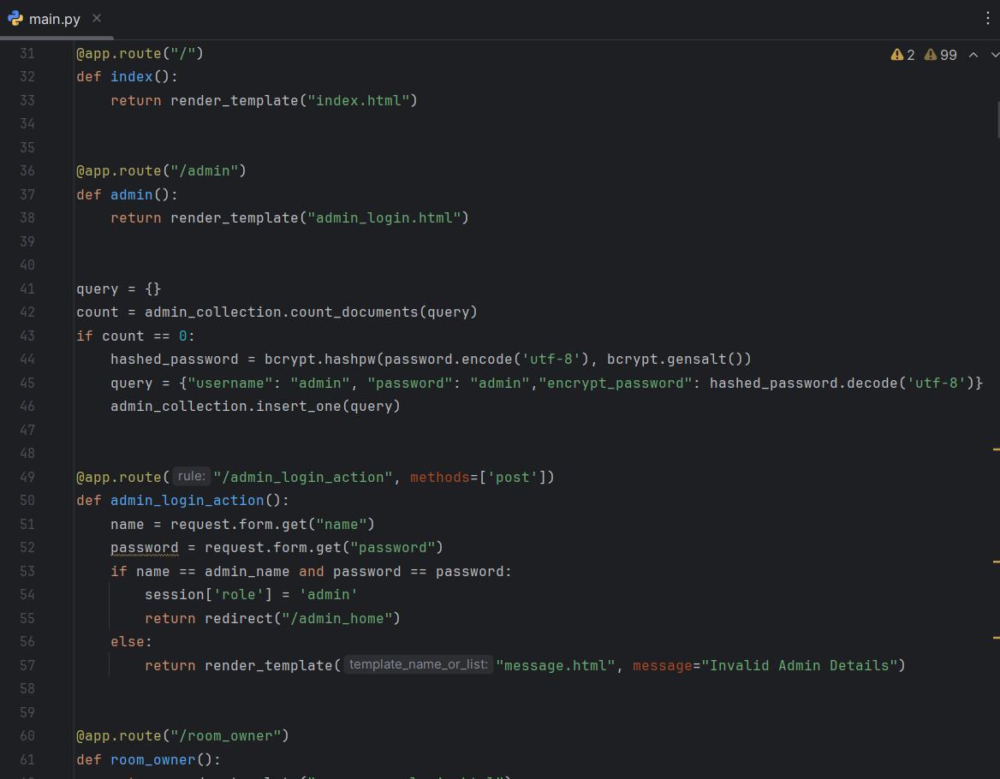 main.py
2 99
31 @app.route("/")
32 def index():
33 return render_template("index.html")
34
35
36 @app.route("/admin")
37 def admin():
38 return render_template("admin_login.html")
39
40
41 query = {}
42 count = admin_collection.count_documents(query)
43 if count == 0:
44 hashed_password = bcrypt.hashpw(password.encode('utf-8'), bcrypt.gensalt())
45 query = {"username": "admin", "password": "admin","encrypt_password": hashed_password.decode('utf-8')}
46 admin_collection.insert_one(query)
47
48
49 @app.route( rule: "/admin_login_action", methods=['post'])
50 def admin_login_action():
51 name = request.form.get("name")
52 password = request.form.get("password")
53 if name == admin_name and password == password:
54 session['role'] = 'admin'
55 return redirect("/admin_home")
56 else:
57 return render_template( template_name_or_list: "message.html", message="Invalid Admin Details")
58
59
60 @app.route("/room_owner")
61 def room_owner():